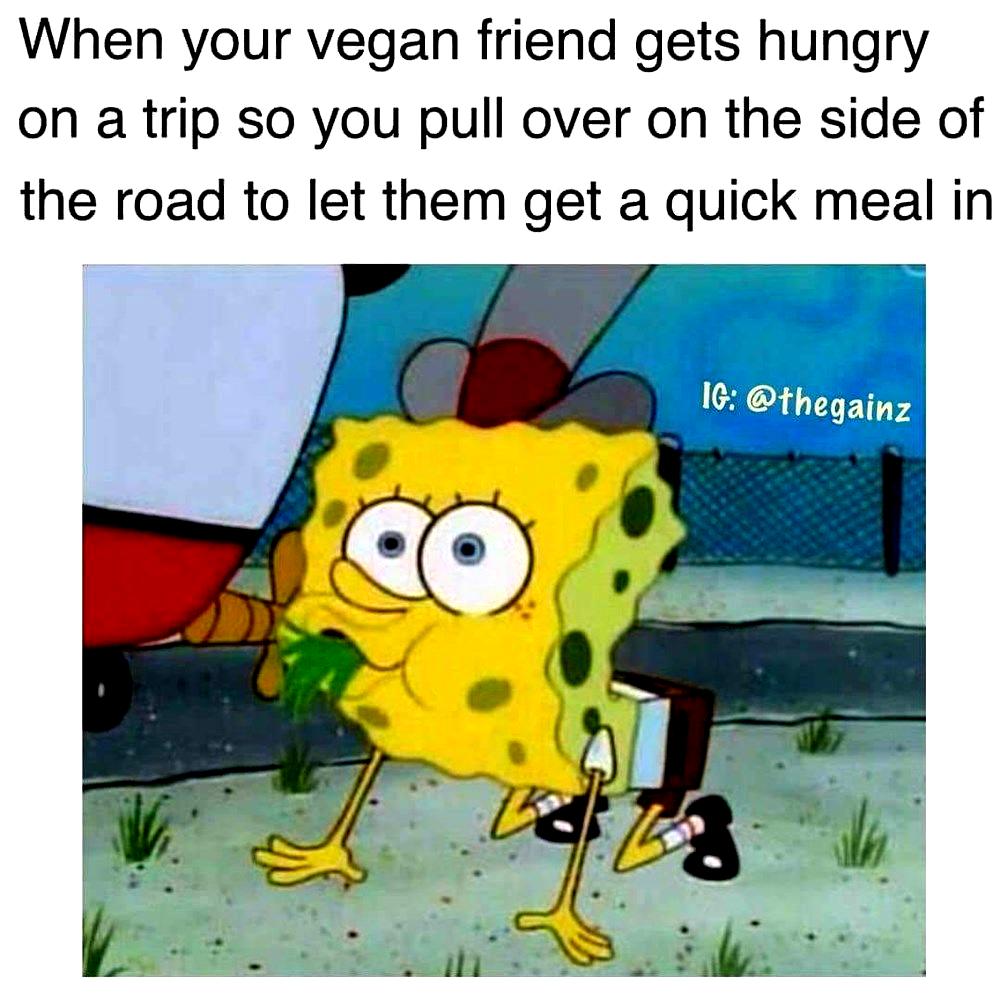 When your vegan friend gets hungry
on a trip so you pull over on the side of
the road to let them get a quick meal in
IG: @thegainz